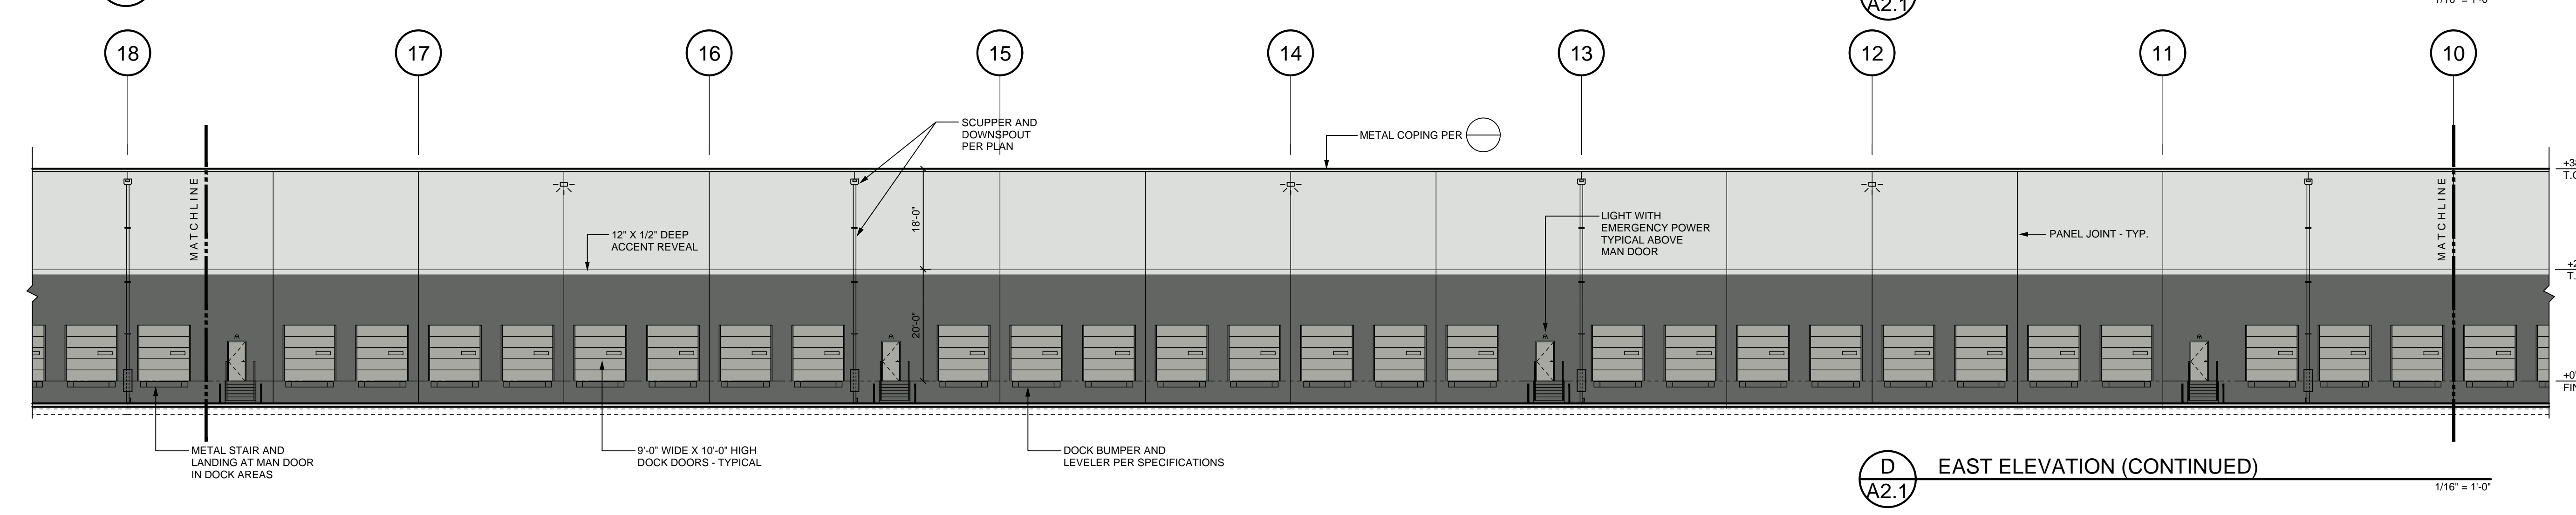 A2.1
1/16" = 1'-0"
18
17
16
15
14
13
12
11
10
SCUPPER AND
DOWNSPOUT
PER PLAN
METAL COPING PER
MATCHLINE
12" X 1/2" DEEP
ACCENT REVEAL
18'-0"
20'-0"
LIGHT WITH
EMERGENCY POWER
TYPICAL ABOVE
MAN DOOR
PANEL JOINT - TYP.
MATCHLINE
METAL STAIR AND
LANDING AT MAN DOOR
IN DOCK AREAS
9'-0" WIDE X 10'-0" HIGH
DOCK DOORS - TYPICAL
DOCK BUMPER AND
LEVELER PER SPECIFICATIONS
D
A2.1
EAST ELEVATION (CONTINUED)
1/16" = 1'-0"